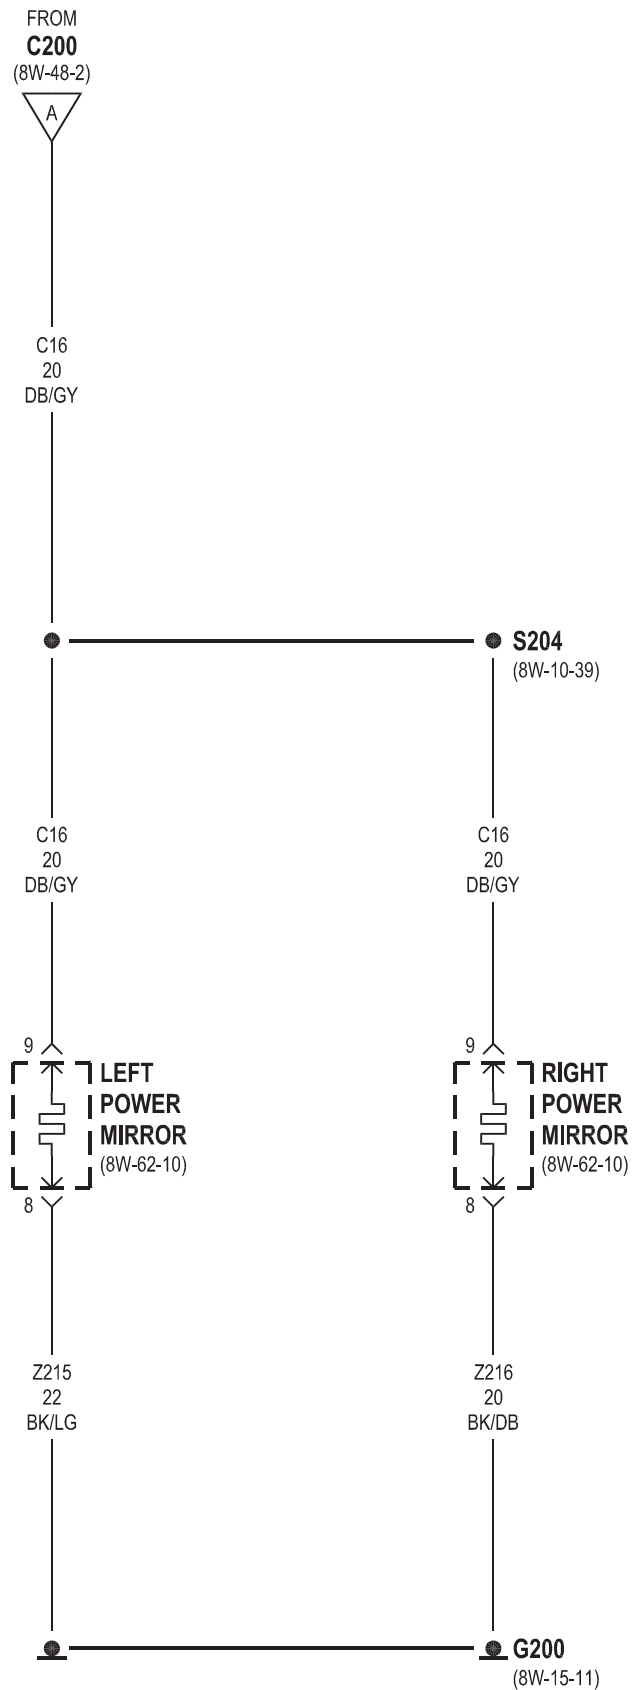 FROM
C200
(8W-48-2)
A
C16
20
DB/GY
S204
(8W-10-39)
C16
20
DB/GY
C16
20
DB/GY
9
LEFT
POWER
MIRROR
(8W-62-10)
8
9
RIGHT
POWER
MIRROR
(8W-62-10)
8
Z215
22
BK/LG
Z216
20
BK/DB
G200
(8W-15-11)